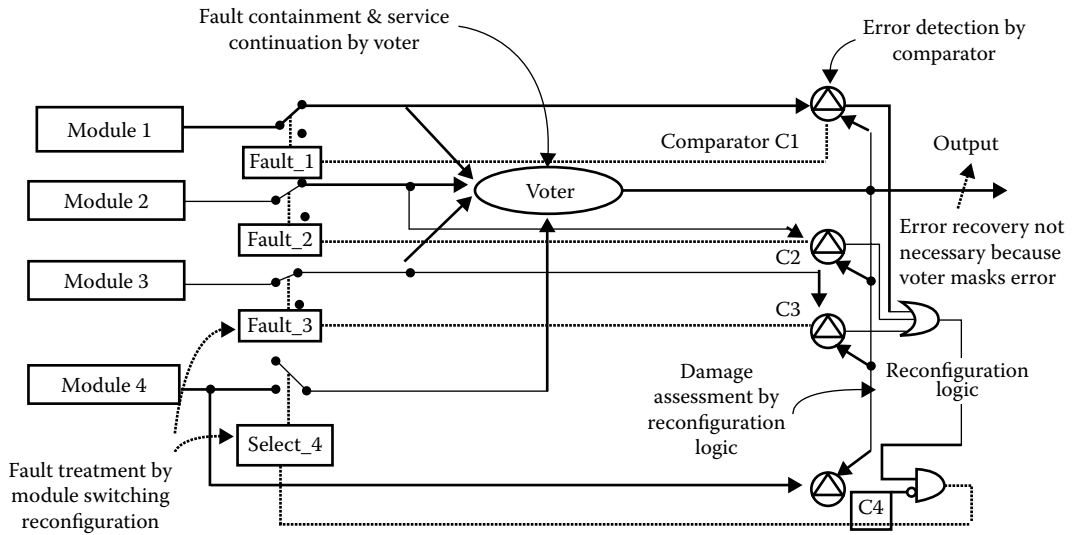 Fault containment & service
continuation by voter
Error detection by
comparator
Module 1
Fault_1
Comparator C1
Output
Module 2
Voter
Fault_2
C2
Error recovery not
necessary because
voter masks error
Module 3
C3
Fault_3
Module 4
Damage
assessment by
reconfiguration
logic
Reconfiguration
logic
Select_4
Fault treatment by
module switching
reconfiguration
C4